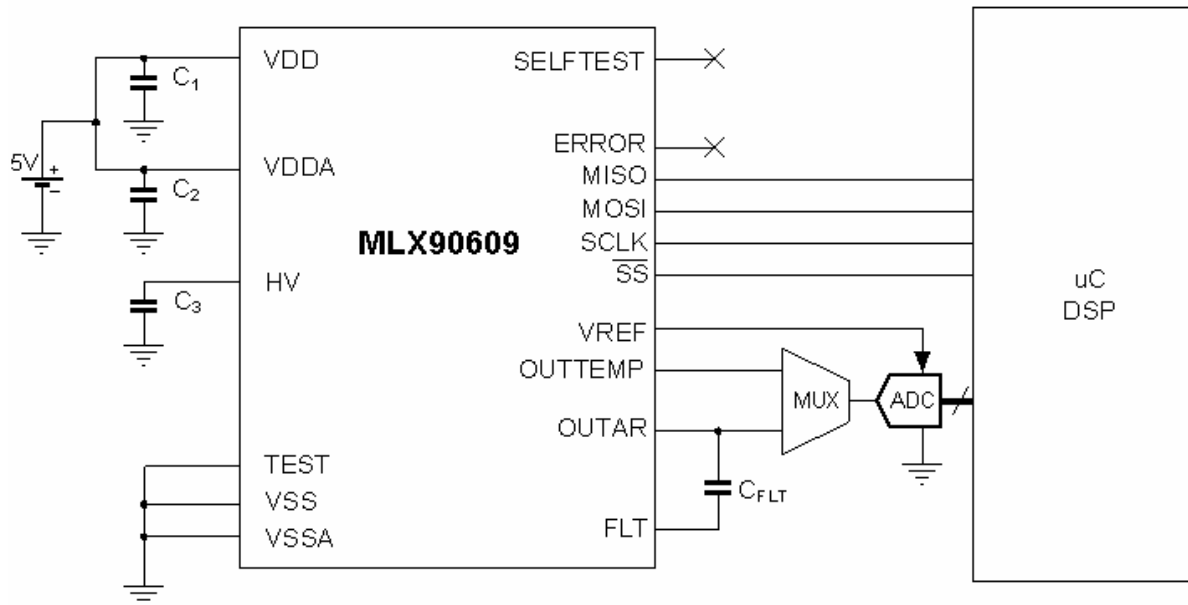 VDD
SELFTEST
C1
ERROR
5V
+
−
VDDA
MISO
C2
MOSI
MLX90609
SCLK
SS
HV
C3
uC
DSP
VREF
OUTTEMP
MUX
ADC
OUTAR
TEST
CFLT
VSS
FLT
VSSA